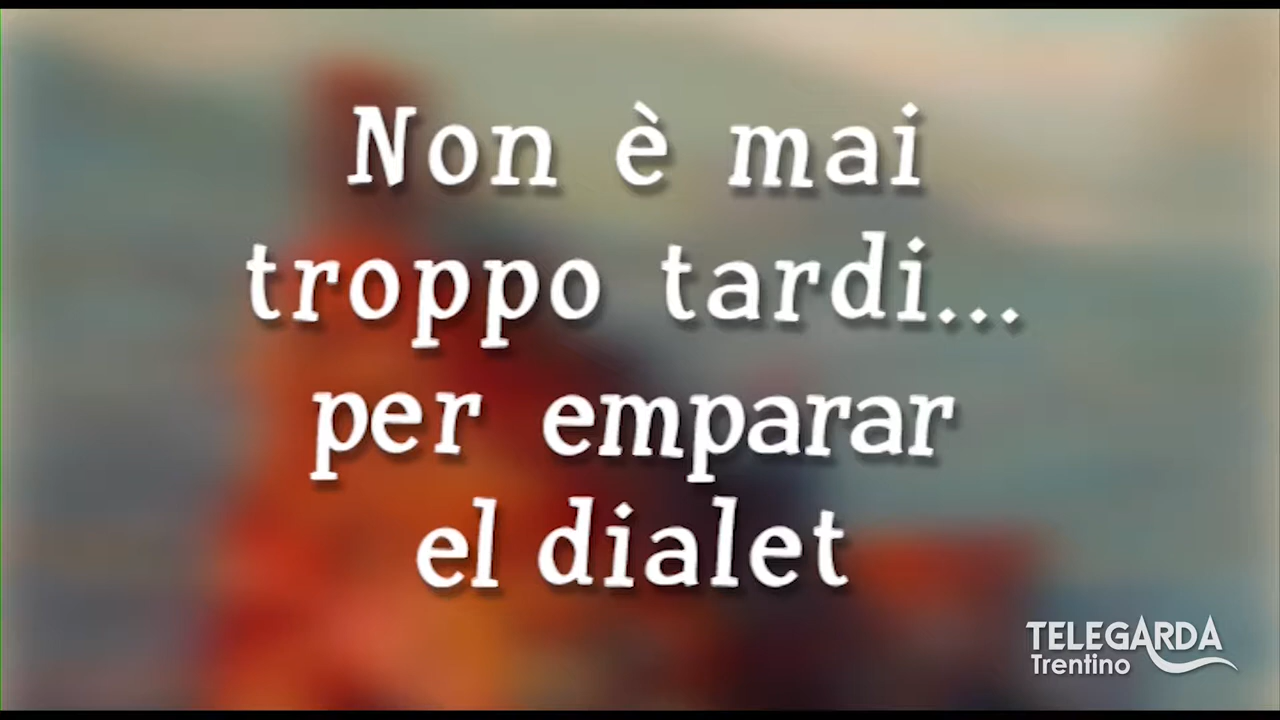 Non è mai
troppo tardi...
per emparar
el dialet
TELEGARDA
Trentino